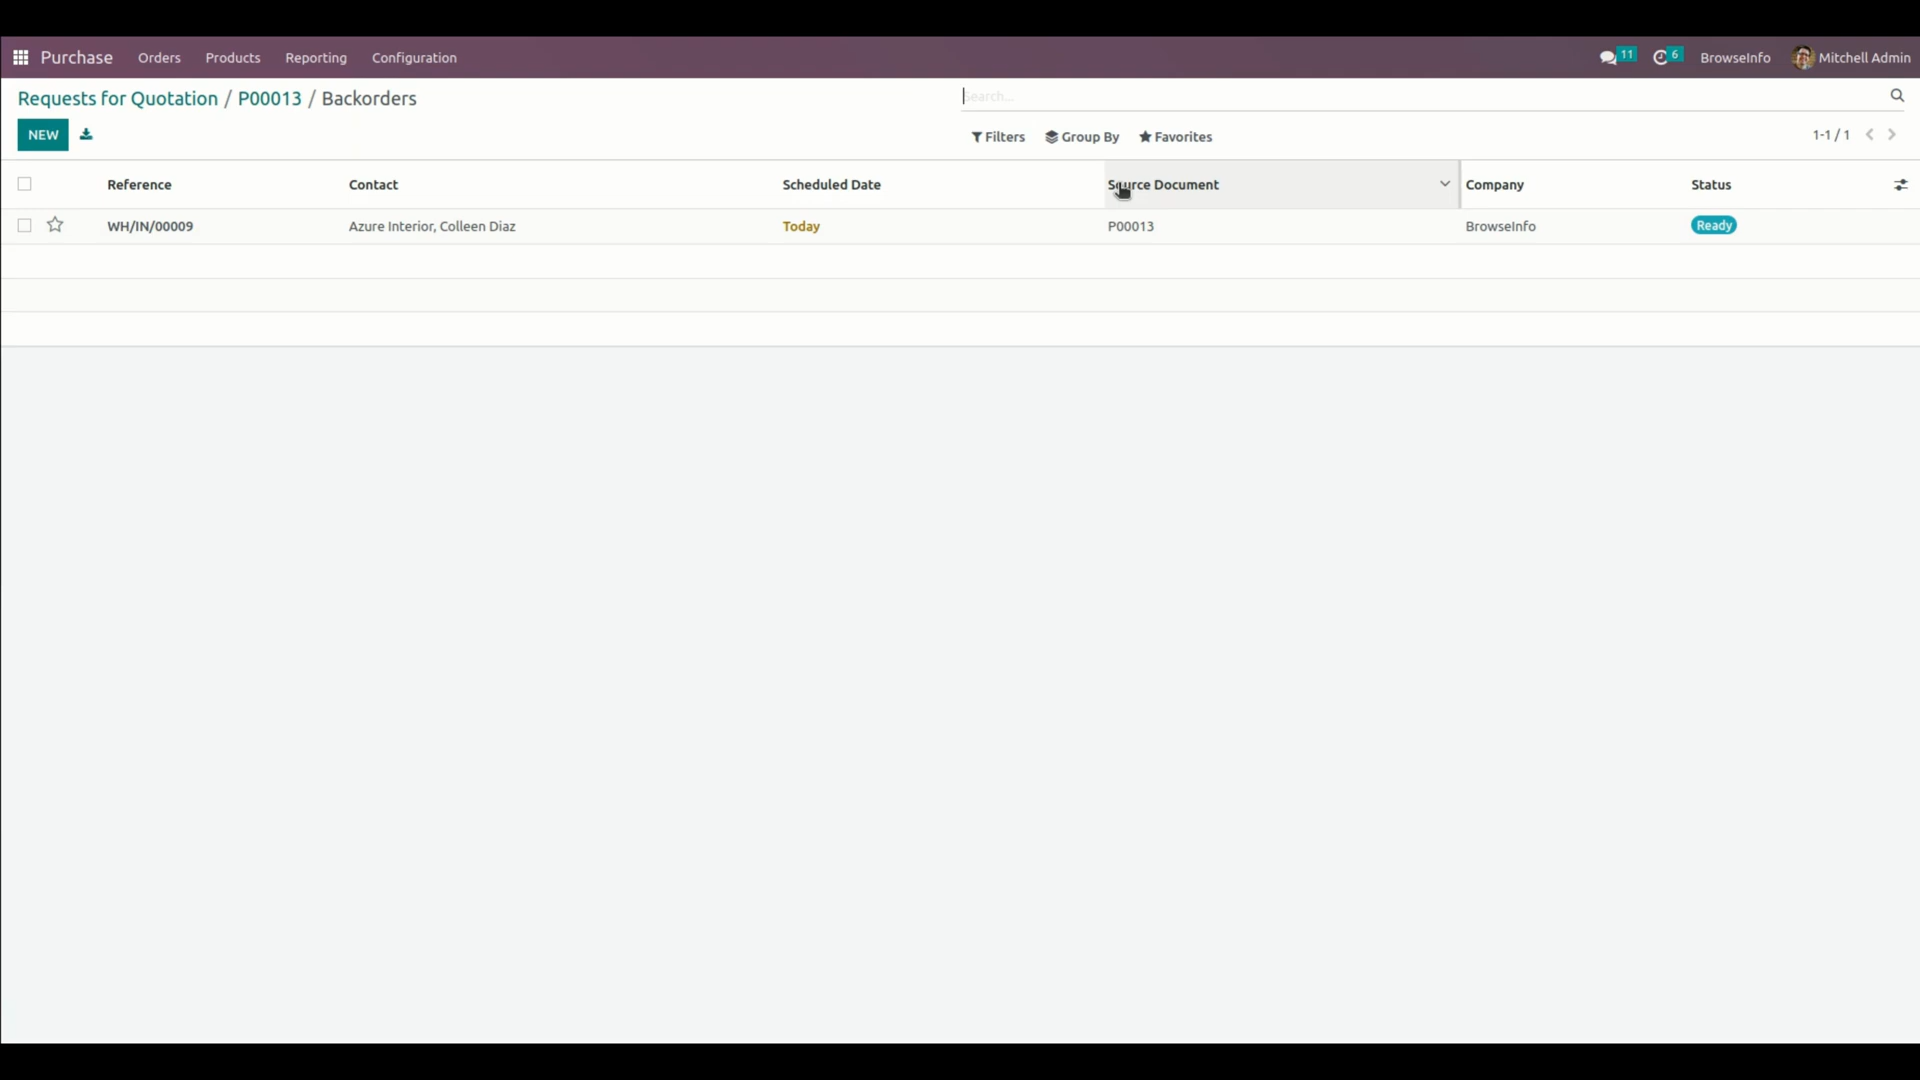 Purchase Orders Products Reporting Configuration 11 6 BrowseInfo Mitchell Admin
Requests for Quotation / P00013 / Backorders
Search...
NEW Filters Group By Favorites 1-1 / 1
Reference Contact Scheduled Date Source Document Company Status
WH/IN/00009 Azure Interior, Colleen Diaz Today P00013 BrowseInfo Ready